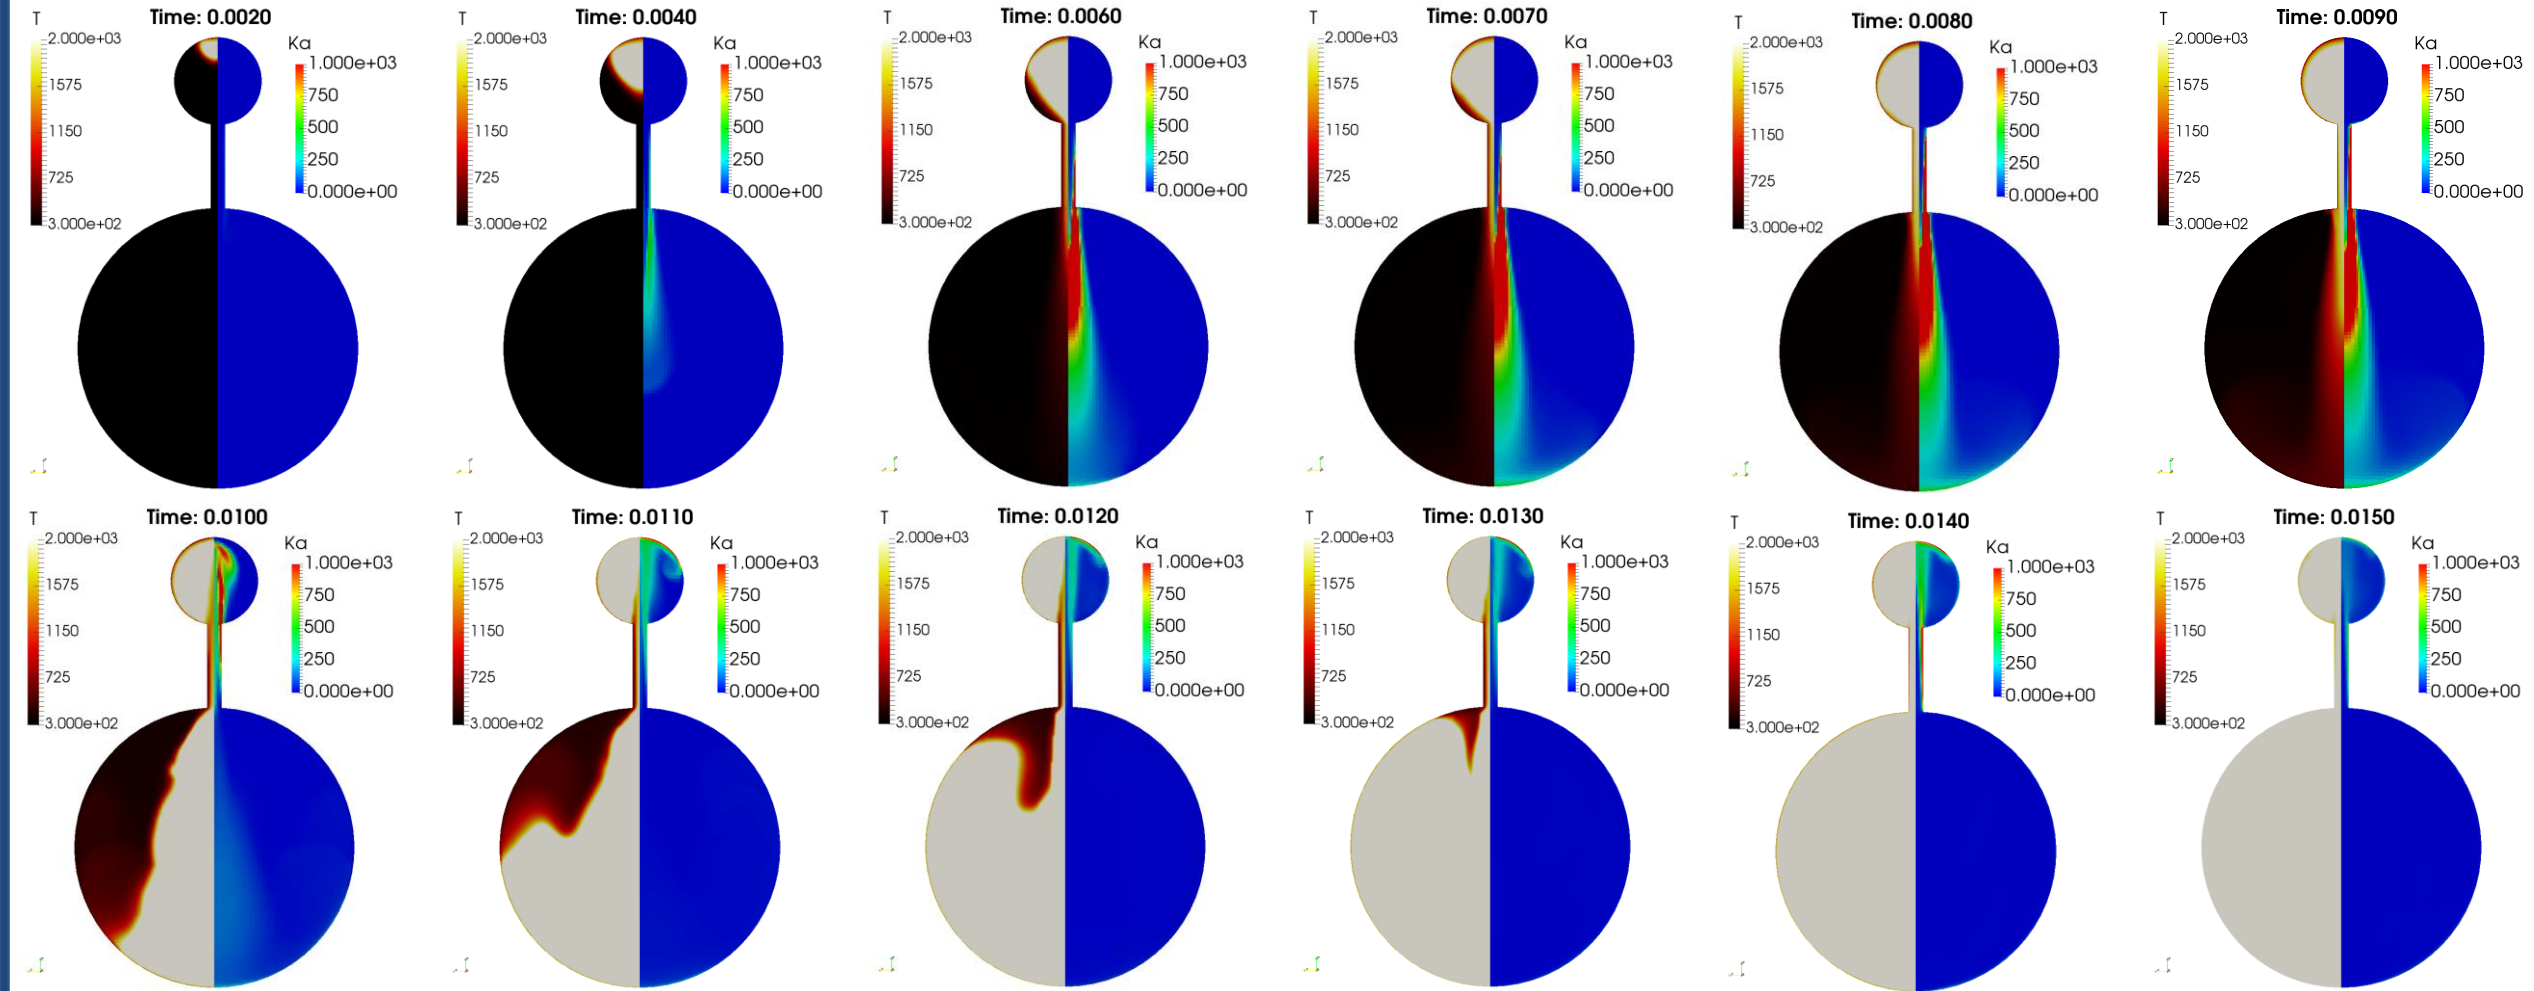 Time: 0.0020
T
2.000e+03
1575
1150
725
3.000e+02
Ka
1.000e+03
750
500
250
0.000e+00
Time: 0.0040
T
2.000e+03
1575
1150
725
3.000e+02
Ka
1.000e+03
750
500
250
0.000e+00
Time: 0.0060
T
2.000e+03
1575
1150
725
3.000e+02
Ka
1.000e+03
750
500
250
0.000e+00
Time: 0.0070
T
2.000e+03
1575
1150
725
3.000e+02
Ka
1.000e+03
750
500
250
0.000e+00
Time: 0.0080
T
2.000e+03
1575
1150
725
3.000e+02
Ka
1.000e+03
750
500
250
0.000e+00
Time: 0.0090
T
2.000e+03
1575
1150
725
3.000e+02
Ka
1.000e+03
750
500
250
0.000e+00
Time: 0.0100
T
2.000e+03
1575
1150
725
3.000e+02
Ka
1.000e+03
750
500
250
0.000e+00
Time: 0.0110
T
2.000e+03
1575
1150
725
3.000e+02
Ka
1.000e+03
750
500
250
0.000e+00
Time: 0.0120
T
2.000e+03
1575
1150
725
3.000e+02
Ka
1.000e+03
750
500
250
0.000e+00
Time: 0.0130
T
2.000e+03
1575
1150
725
3.000e+02
Ka
1.000e+03
750
500
250
0.000e+00
Time: 0.0140
T
2.000e+03
1575
1150
725
3.000e+02
Ka
1.000e+03
750
500
250
0.000e+00
Time: 0.0150
T
2.000e+03
1575
1150
725
3.000e+02
Ka
1.000e+03
750
500
250
0.000e+00